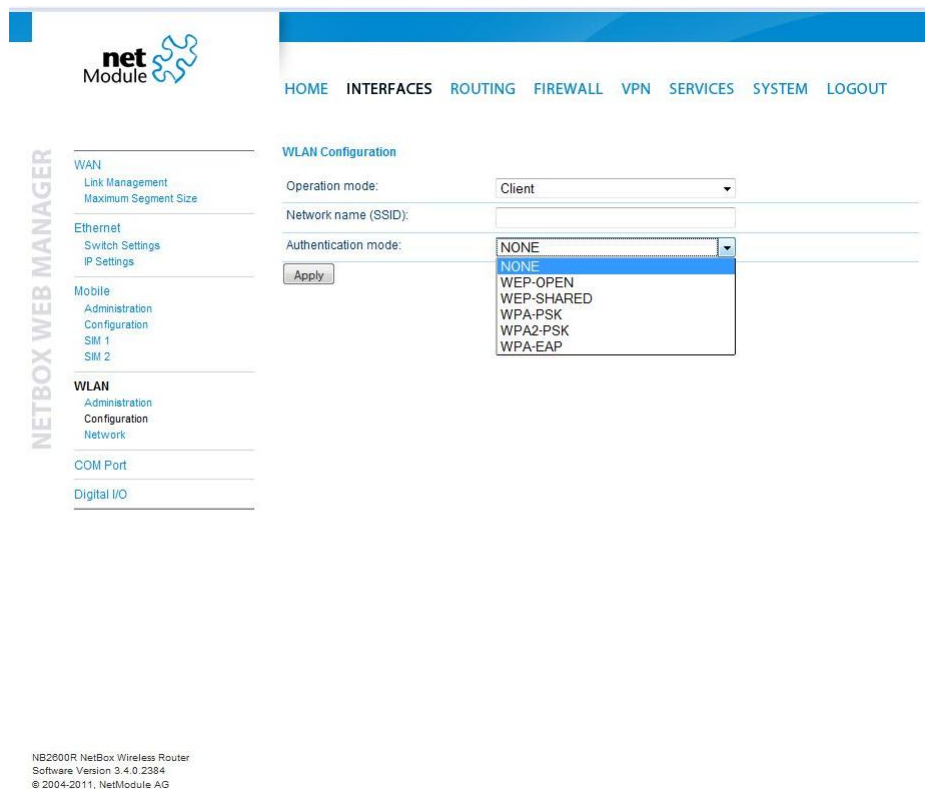 net
Module
HOME INTERFACES ROUTING FIREWALL VPN SERVICES SYSTEM LOGOUT
NETBOX WEB MANAGER
WAN
Link Management
Maximum Segment Size
Ethernet
Switch Settings
IP Settings
Mobile
Administration
Configuration
SIM 1
SIM 2
WLAN
Administration
Configuration
Network
COM Port
Digital I/O
WLAN Configuration
Operation mode: Client
Network name (SSID):
Authentication mode: NONE
NONE
WEP-OPEN
WEP-SHARED
WPA-PSK
WPA2-PSK
WPA-EAP
Apply
NB2600R NetBox Wireless Router
Software Version 3.4.0.2384
© 2004-2011, NetModule AG